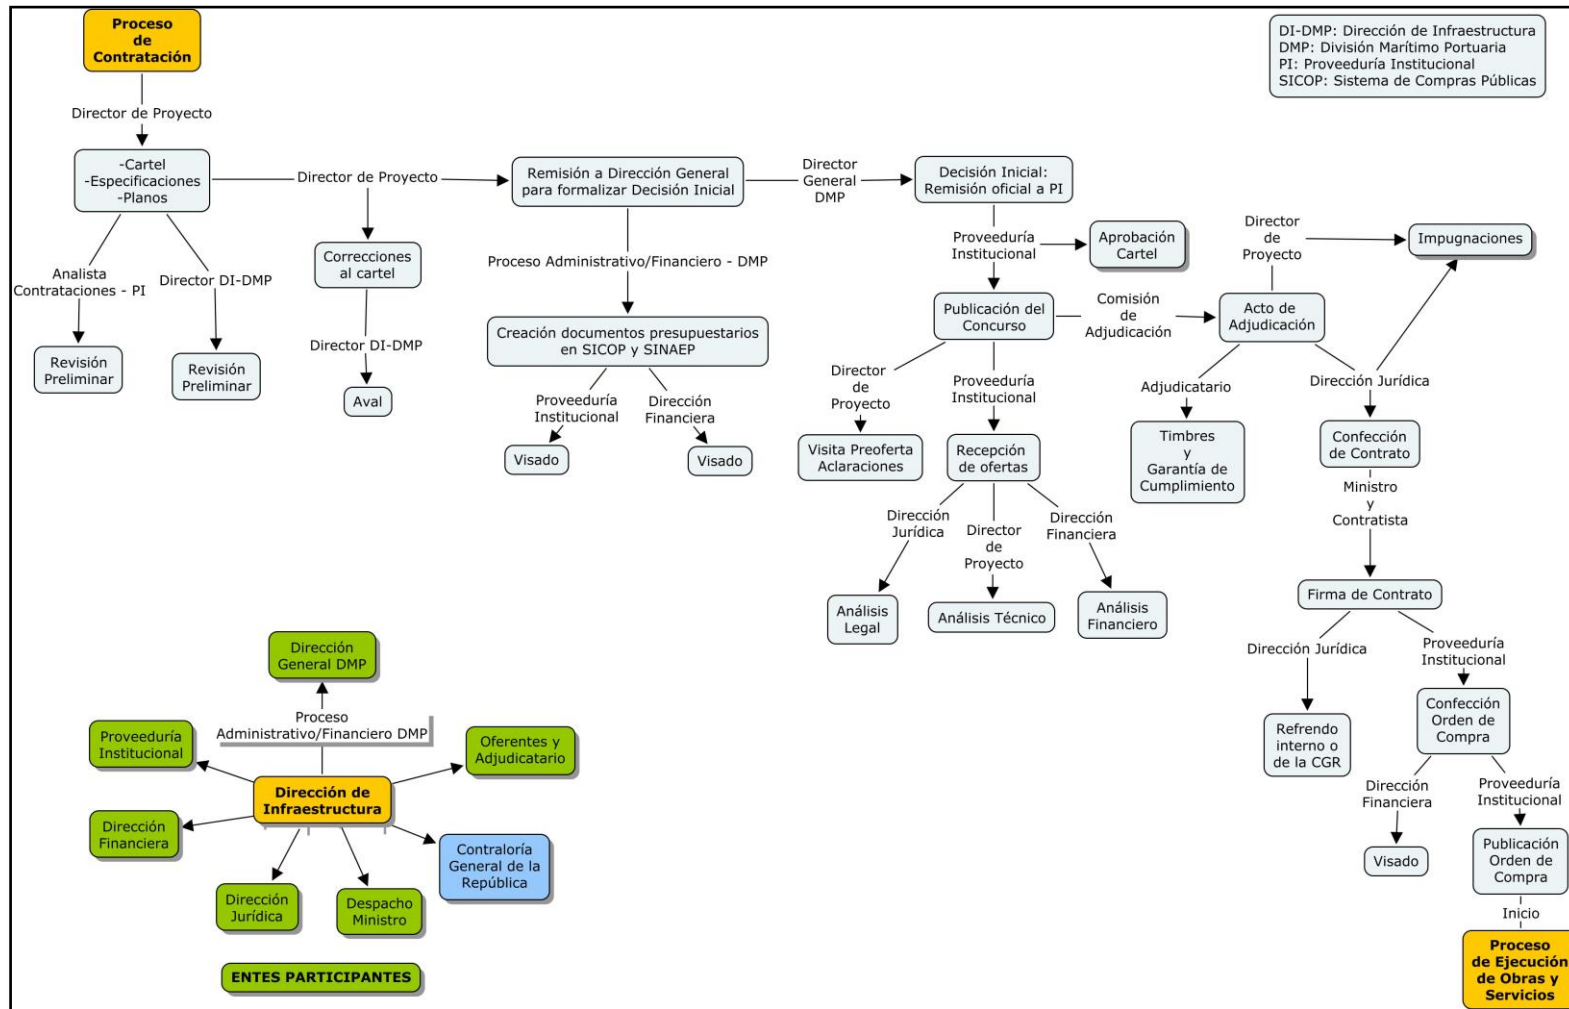 Proceso
de
Contratación
DI-DMP: Dirección de Infraestructura
DMP: División Marítimo Portuaria
PI: Proveeduría Institucional
SICOP: Sistema de Compras Públicas
Director de Proyecto
-Cartel
-Especificaciones
-Planos
Director de Proyecto
Remisión a Dirección General
para formalizar Decisión Inicial
Director
General
DMP
Decisión Inicial:
Remisión oficial a PI
Analista
Contrataciones - PI
Director DI-DMP
Revisión
Preliminar
Revisión
Preliminar
Correcciones
al cartel
Director DI-DMP
Aval
Proceso Administrativo/Financiero - DMP
Creación documentos presupuestarios
en SICOP y SINAEP
Proveeduría
Institucional
Dirección
Financiera
Visado
Visado
Proveeduría
Institucional
Aprobación
Cartel
Publicación del
Concurso
Comisión
de
Adjudicación
Acto de
Adjudicación
Director
de
Proyecto
Impugnaciones
Director
de
Proyecto
Proveeduría
Institucional
Visita Preoferta
Aclaraciones
Recepción
de ofertas
Dirección
Jurídica
Director
de
Proyecto
Dirección
Financiera
Análisis
Legal
Análisis Técnico
Análisis
Financiero
Adjudicatario
Timbres
y
Garantía de
Cumplimiento
Dirección Jurídica
Confección
de Contrato
Ministro
y
Contratista
Firma de Contrato
Dirección Jurídica
Proveeduría
Institucional
Refrendo
interno o
de la CGR
Confección
Orden de
Compra
Dirección
Financiera
Proveeduría
Institucional
Visado
Publicación
Orden de
Compra
Inicio
Proceso
de Ejecución
de Obras y
Servicios
Dirección
General DMP
Proceso
Administrativo/Financiero DMP
Proveeduría
Institucional
Oferentes y
Adjudicatario
Dirección de
Infraestructura
Dirección
Financiera
Contraloría
General de la
República
Dirección
Jurídica
Despacho
Ministro
ENTES PARTICIPANTES